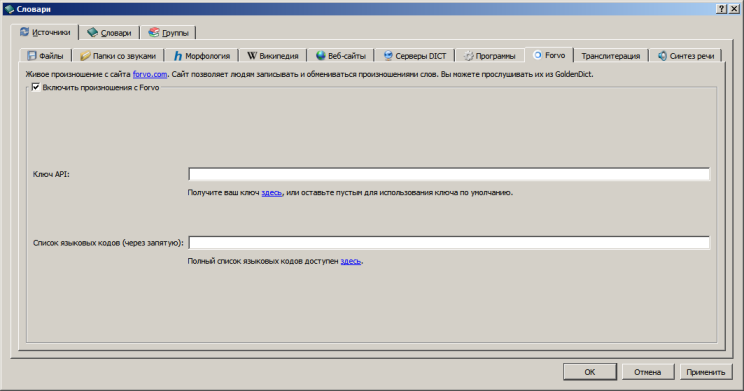 Словари
Источники Словари Группы
Файлы Папки со звуками Морфология Википедия Веб-сайты Серверы DICT Программы Forvo Транслитерация Синтез речи
Живое произношение с сайта forvo.com. Сайт позволяет людям записывать и обмениваться произношениями слов. Вы можете прослушивать их из GoldenDict.
Включить произношения с Forvo
Ключ API:
Получите ваш ключ здесь, или оставьте пустым для использования ключа по умолчанию.
Список языковых кодов (через запятую):
Полный список языковых кодов доступен здесь.
OK Отмена Применить